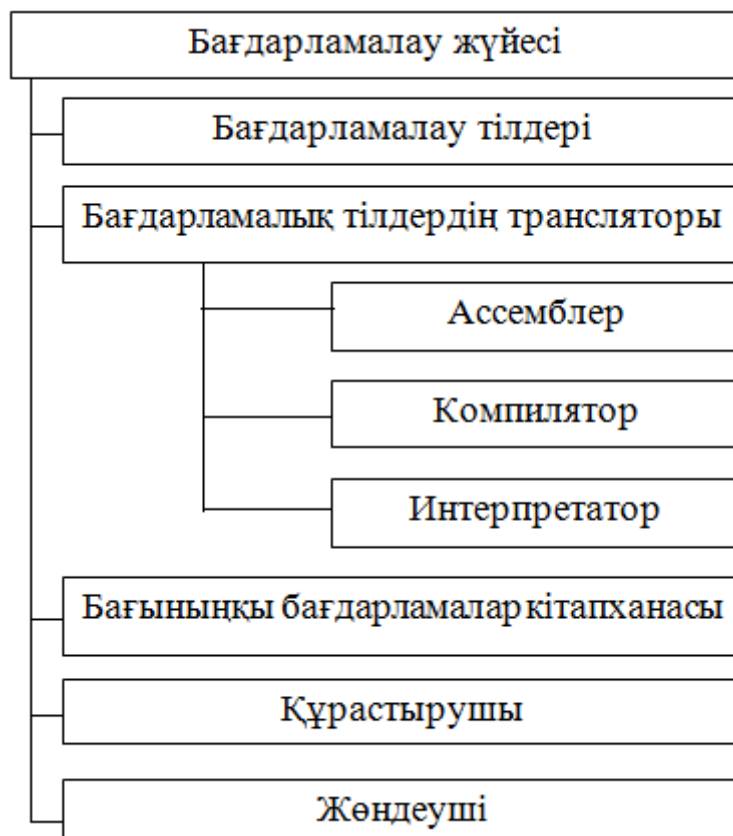 Бағдарламалау жүйесі
Бағдарламалау тілдері
Бағдарламалық тілдердің трансляторы
Ассемблер
Компилятор
Интерпретатор
Бағыныңқы бағдарламалар кітапханасы
Құрастырушы
Жөндеуші